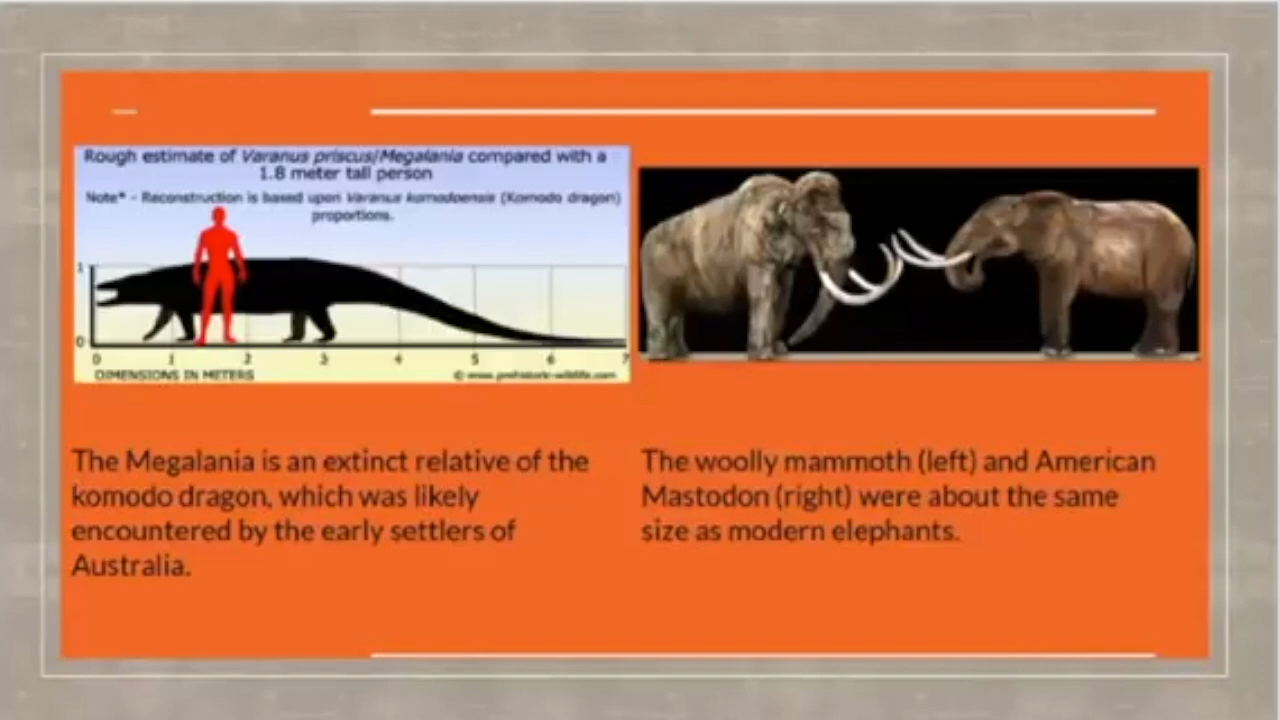 Rough estimate of Varanus priscus/Megalania compared with a
1.8 meter tall person
Note* - Reconstruction is based upon Varanus komodoensis (Komodo dragon)
proportions.
1
0
0 1 2 3 4 5 6 7
DIMENSIONS IN METERS
© www.prehistoric-wildlife.com
The Megalania is an extinct relative of the
komodo dragon, which was likely
encountered by the early settlers of
Australia.
The woolly mammoth (left) and American
Mastodon (right) were about the same
size as modern elephants.